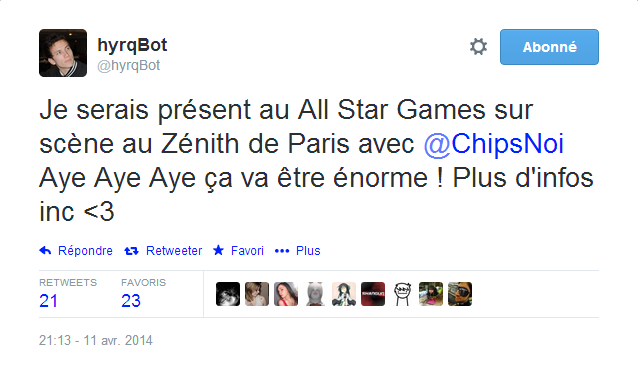 hyrqBot
@hyrqBot
Abonné
Je serais présent au All Star Games sur
scène au Zénith de Paris avec @ChipsNoi
Aye Aye Aye ça va être énorme ! Plus d'infos
inc <3
Répondre Retweeter Favori Plus
RETWEETS FAVORIS
21 23
21:13 - 11 avr. 2014